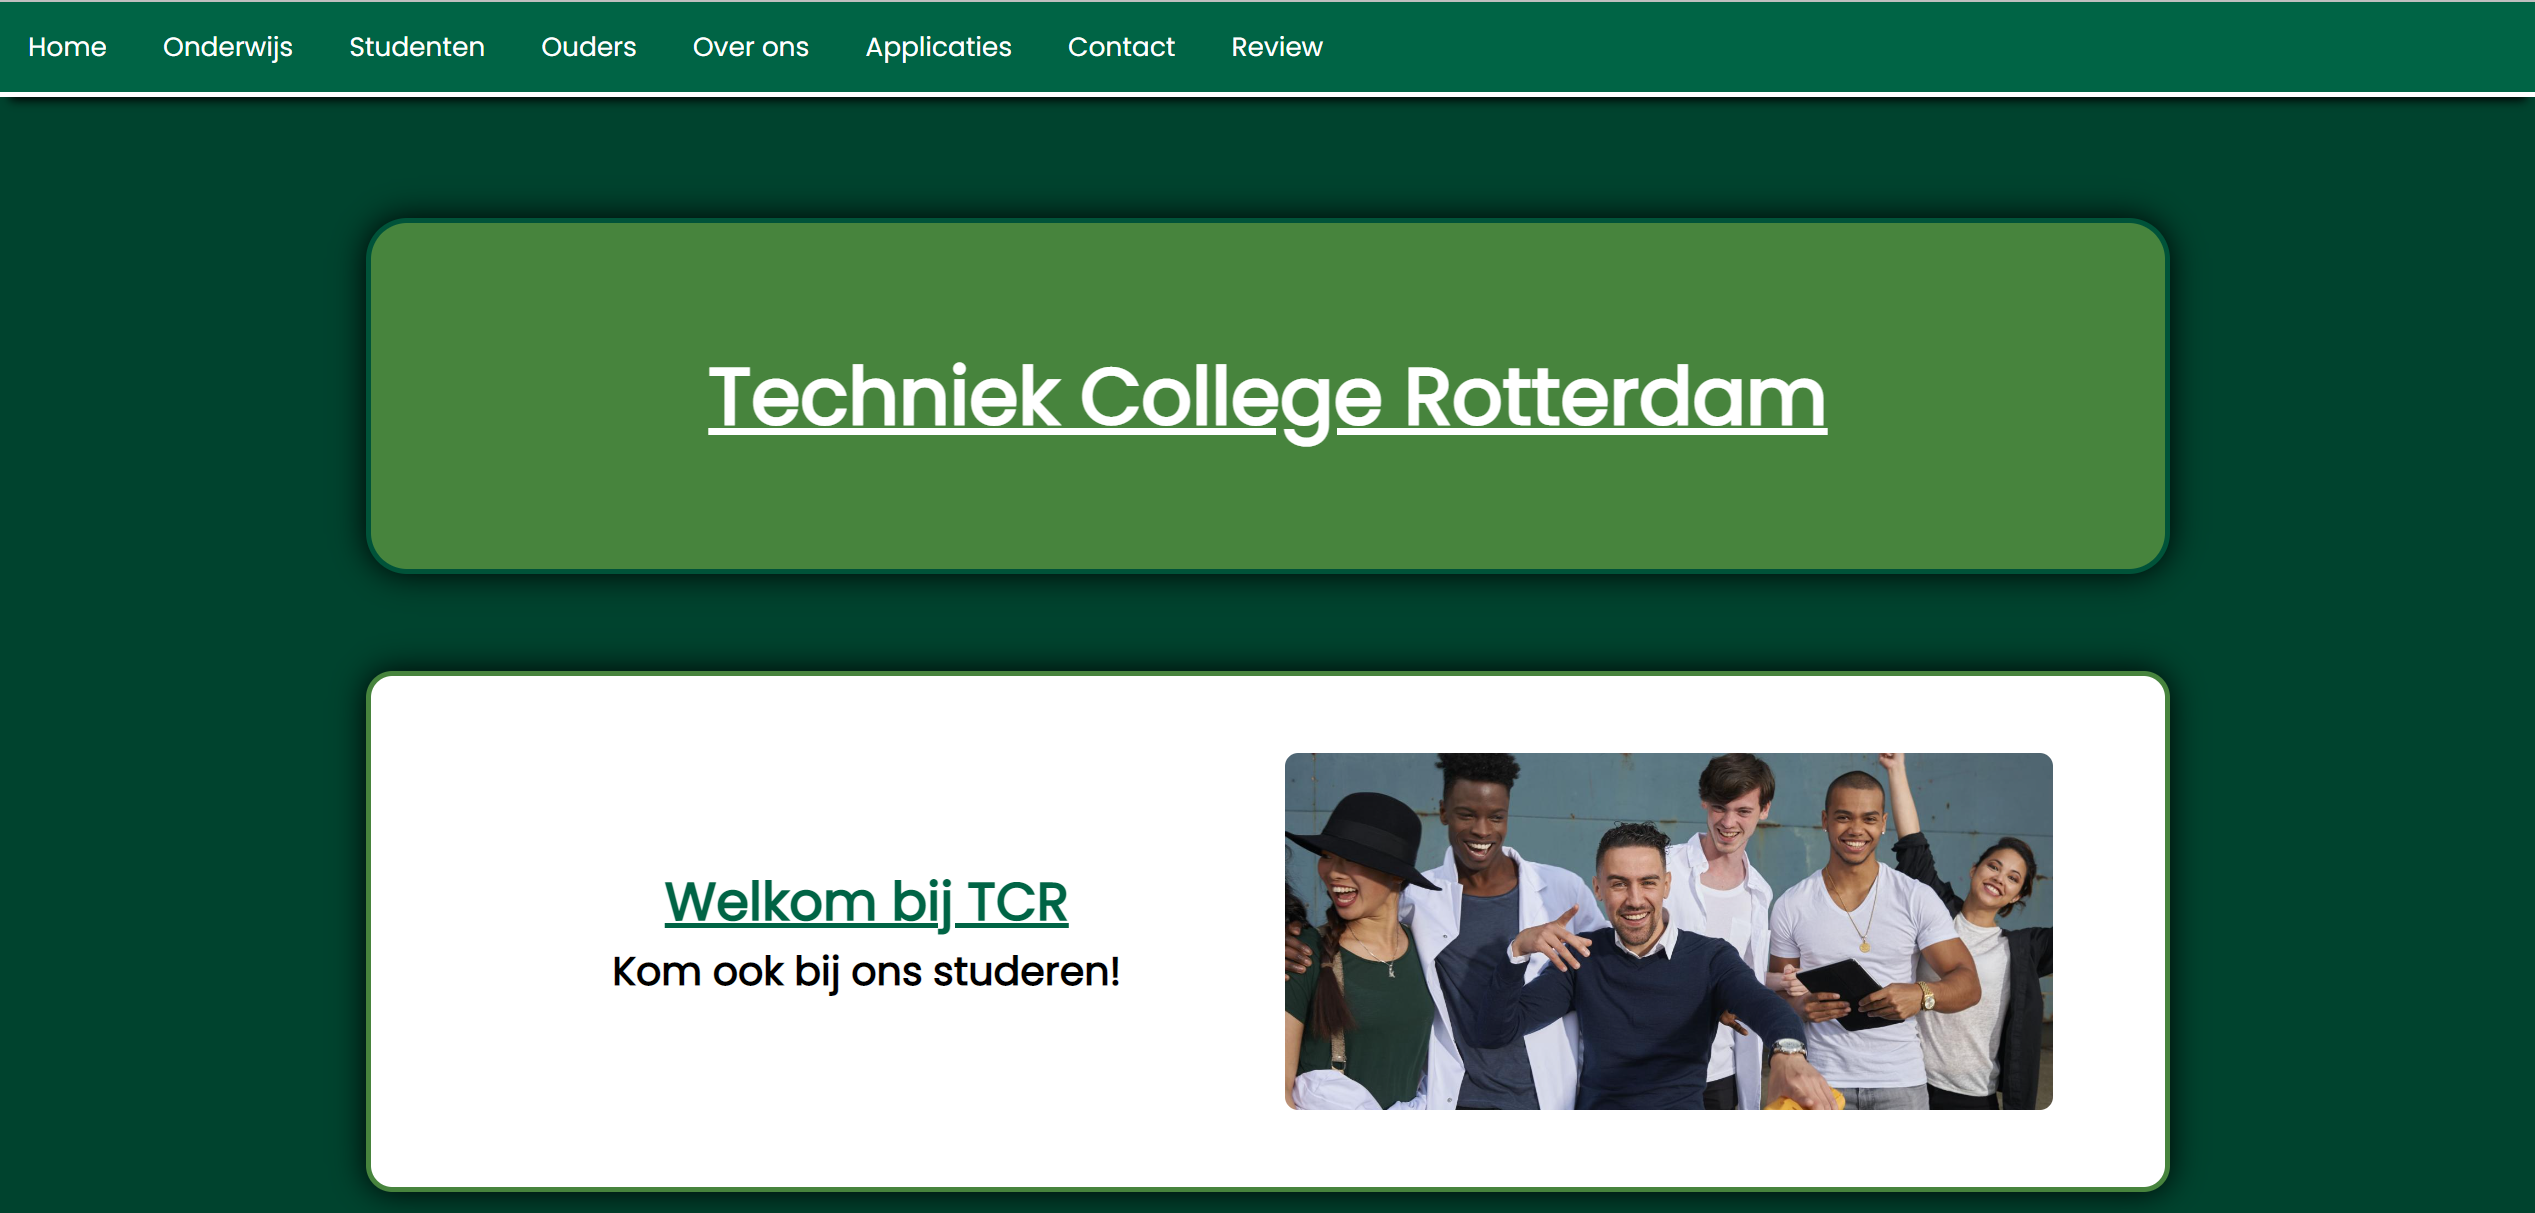 Home Onderwijs Studenten Ouders Over ons Applicaties Contact Review
Techniek College Rotterdam
Welkom bij TCR
Kom ook bij ons studeren!